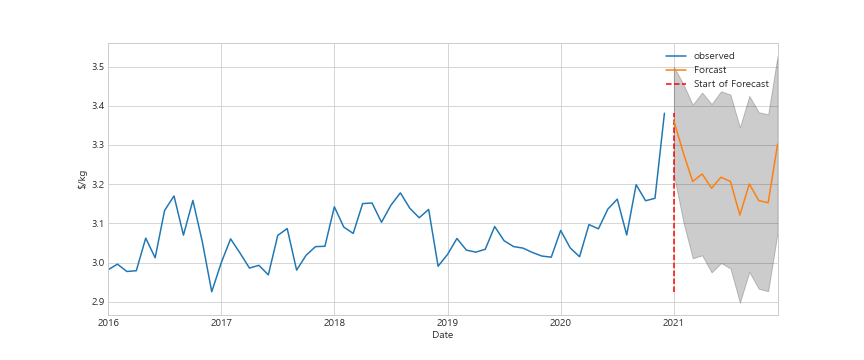 observed
Forcast
Start of Forecast
3.5
3.4
3.3
3.2
3.1
3.0
2.9
$/kg
2016 2017 2018 2019 2020 2021
Date